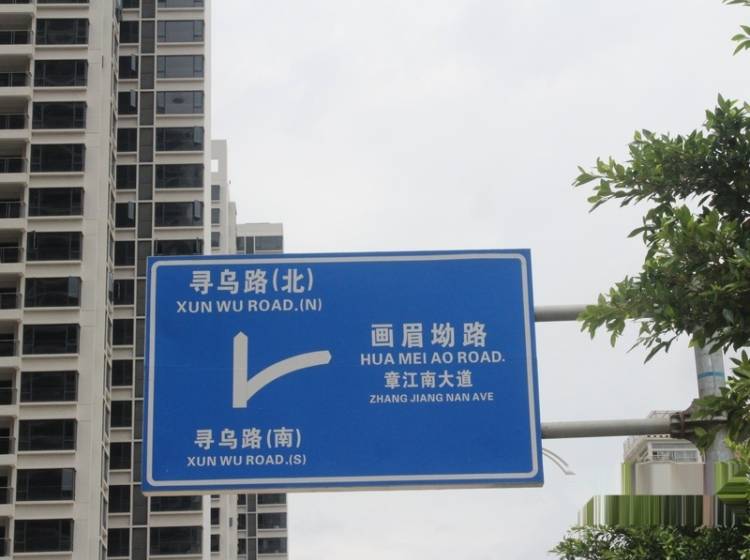 寻乌路(北)
XUN WU ROAD.(N)
画眉坳路
HUA MEI AO ROAD.
章江南大道
ZHANG JIANG NAN AVE
寻乌路(南)
XUN WU ROAD.(S)